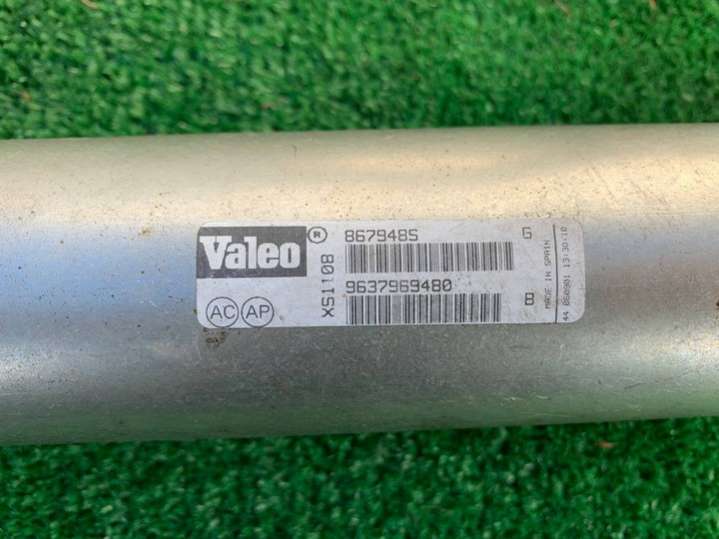 Valeo ®
867948S G
XS1108
9637969480 B
AC AP
MADE IN SPAIN